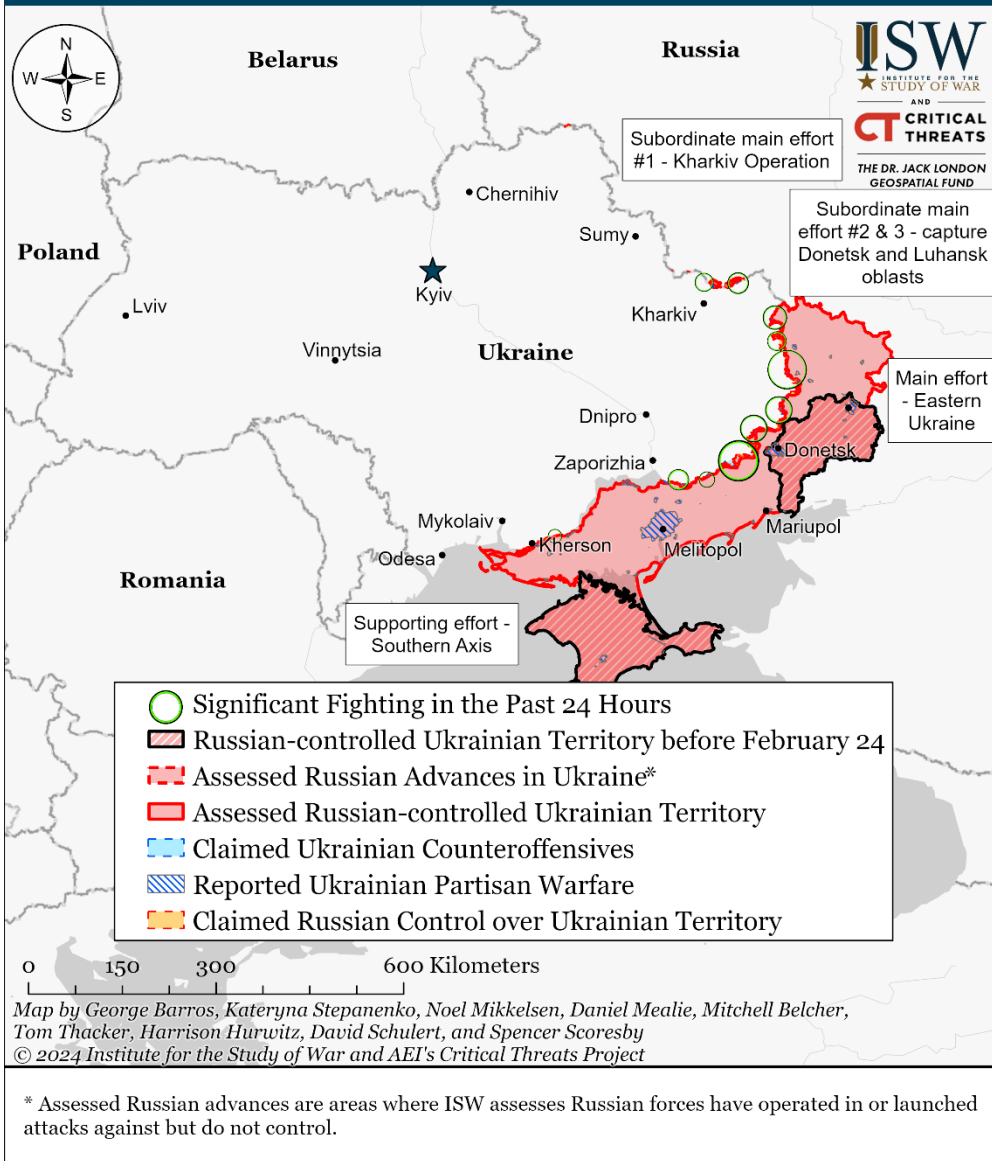 N
W
E
S
Belarus
Russia
ISW
INSTITUTE FOR THE
STUDY OF WAR
AND
CT CRITICAL
THREATS
THE DR. JACK LONDON
GEOSPATIAL FUND
Subordinate main effort
#1 - Kharkiv Operation
Subordinate main
effort #2 & 3 - capture
Donetsk and Luhansk
oblasts
Chernihiv
Sumy
Poland
Kyiv
Lviv
Kharkiv
Vinnytsia
Ukraine
Main effort
- Eastern
Ukraine
Dnipro
Donetsk
Zaporizhia
Mykolaiv
Mariupol
Kherson
Melitopol
Odesa
Romania
Supporting effort -
Southern Axis
Significant Fighting in the Past 24 Hours
Russian-controlled Ukrainian Territory before February 24
Assessed Russian Advances in Ukraine*
Assessed Russian-controlled Ukrainian Territory
Claimed Ukrainian Counteroffensives
Reported Ukrainian Partisan Warfare
Claimed Russian Control over Ukrainian Territory
0 150 300 600 Kilometers
Map by George Barros, Kateryna Stepanenko, Noel Mikkelsen, Daniel Mealie, Mitchell Belcher,
Tom Thacker, Harrison Hurwitz, David Schulert, and Spencer Scoresby
© 2024 Institute for the Study of War and AEI's Critical Threats Project
* Assessed Russian advances are areas where ISW assesses Russian forces have operated in or launched
attacks against but do not control.